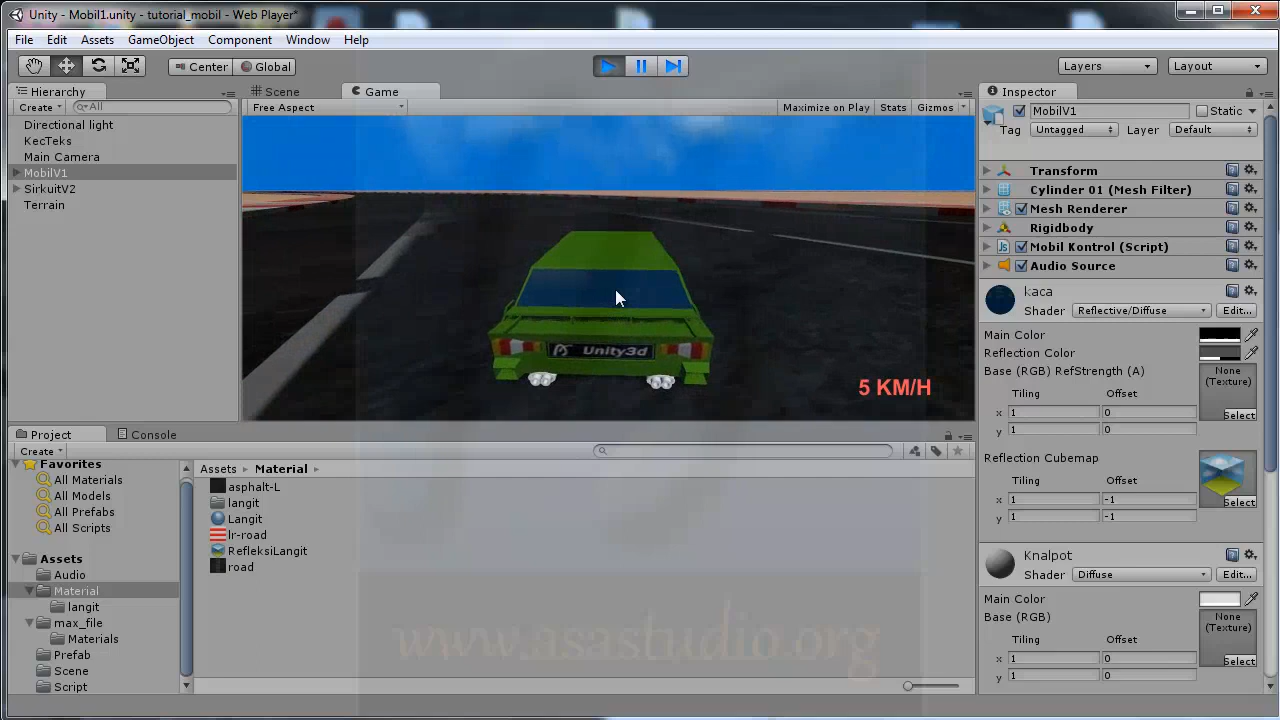 Unity - Mobil1.unity - tutorial_mobil - Web Player*
File Edit Assets GameObject Component Window Help
Center Global Layers Layout
Hierarchy
Create All
Directional light
KecTeks
Main Camera
MobilV1
SirkuitV2
Terrain
Scene Game
Free Aspect Maximize on Play Stats Gizmos
Unity3d
5 KM/H
Inspector
MobilV1 Static
Tag Untagged Layer Default
Transform
Cylinder 01 (Mesh Filter)
Mesh Renderer
Rigidbody
Mobil Kontrol (Script)
Audio Source
kaca
Shader Reflective/Diffuse Edit...
Main Color
Reflection Color
Base (RGB) RefStrength (A) None (Texture)
Tiling Offset
x 1 0
y 1 0
Select
Reflection Cubemap
Tiling Offset
x 1 -1
y 1 -1
Select
Knalpot
Shader Diffuse Edit...
Main Color
Base (RGB) None (Texture)
Tiling Offset
x 1 0
y 1 0
Select
Project Console
Create
Favorites
All Materials
All Models
All Prefabs
All Scripts
Assets
Audio
Material
langit
max_file
Materials
Prefab
Scene
Script
Assets Material
asphalt-L
langit
Langit
lr-road
RefleksiLangit
road
www.asastudio.org